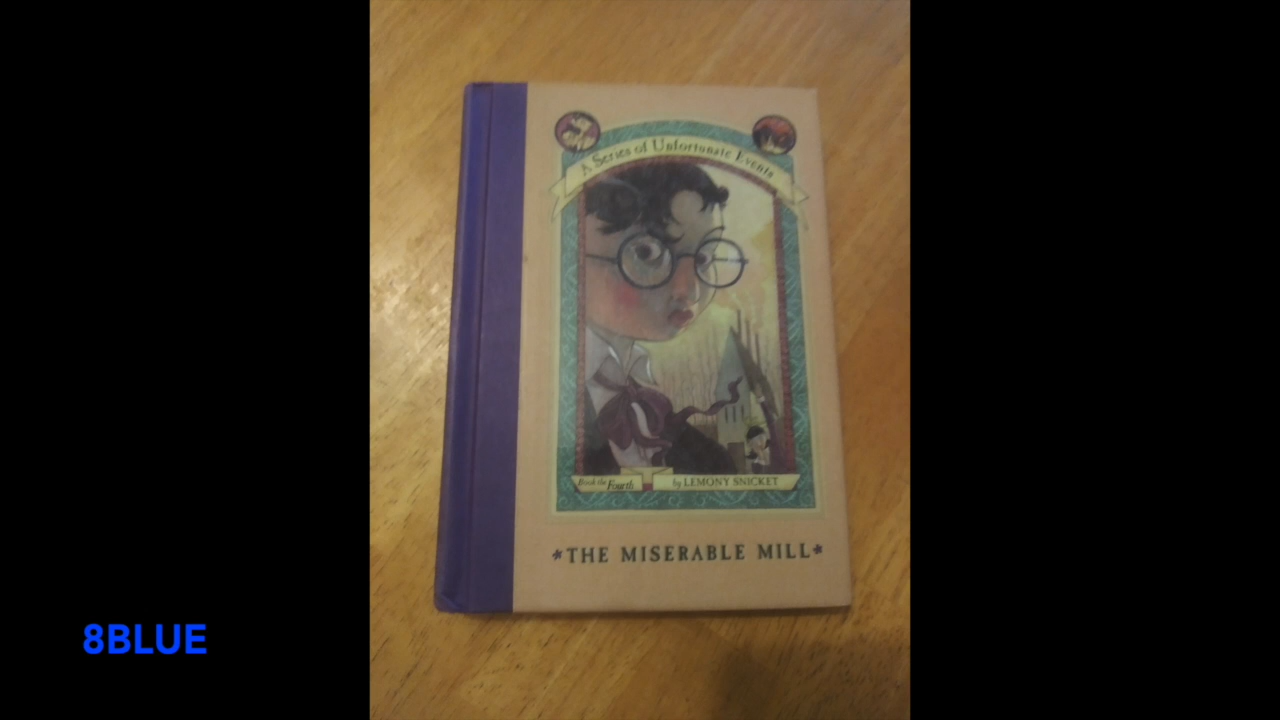 A Series of Unfortunate Events
Book the Fourth
by LEMONY SNICKET
*THE MISERABLE MILL*
8BLUE